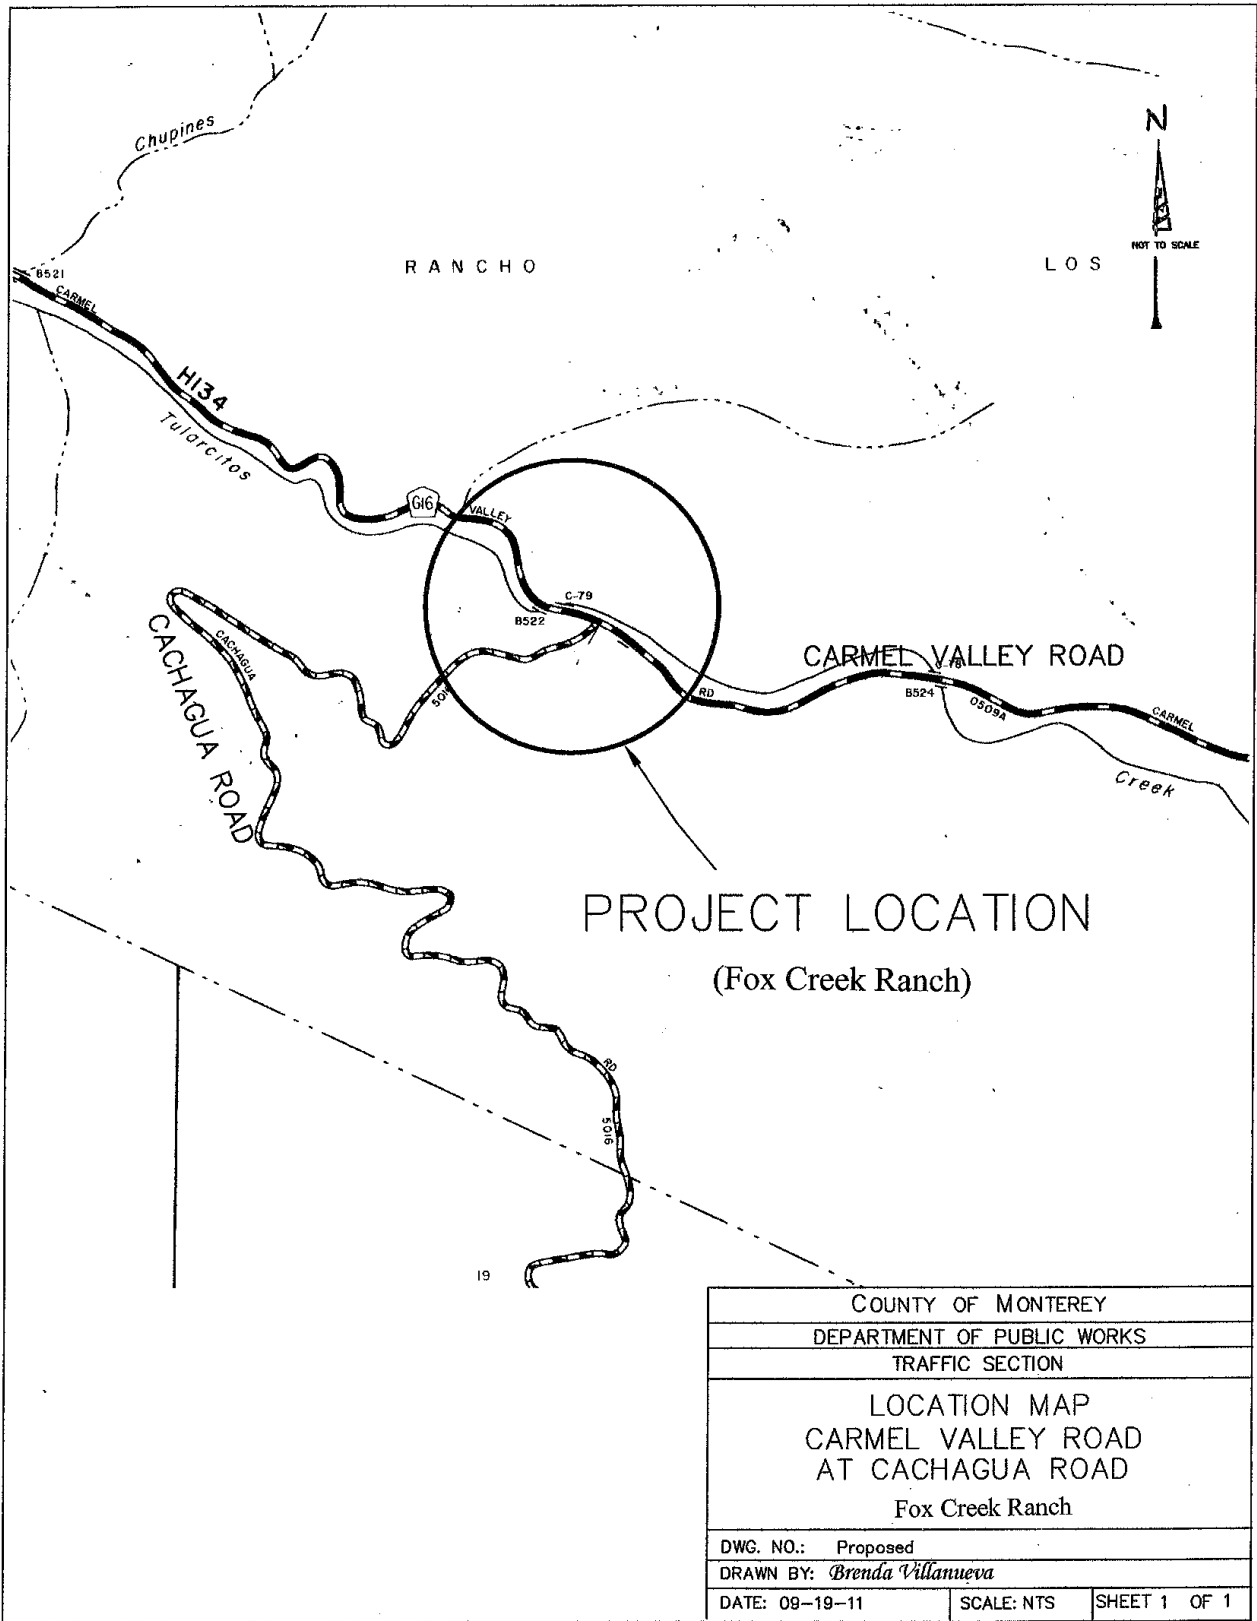 Chupines
N
NOT TO SCALE
RANCHO
LOS
B521
CARMEL
H134
Tularcitos
G16
VALLEY
C-79
B522
CARMEL VALLEY ROAD
C-78
B524
0509A
RD
CARMEL
Creek
CACHAGUA
CACHAGUA ROAD
PROJECT LOCATION
(Fox Creek Ranch)
RD
5016
19
COUNTY OF MONTEREY
DEPARTMENT OF PUBLIC WORKS
TRAFFIC SECTION
LOCATION MAP
CARMEL VALLEY ROAD
AT CACHAGUA ROAD
Fox Creek Ranch
DWG. NO.: Proposed
DRAWN BY: Brenda Villanueva
DATE: 09-19-11 SCALE: NTS SHEET 1 OF 1